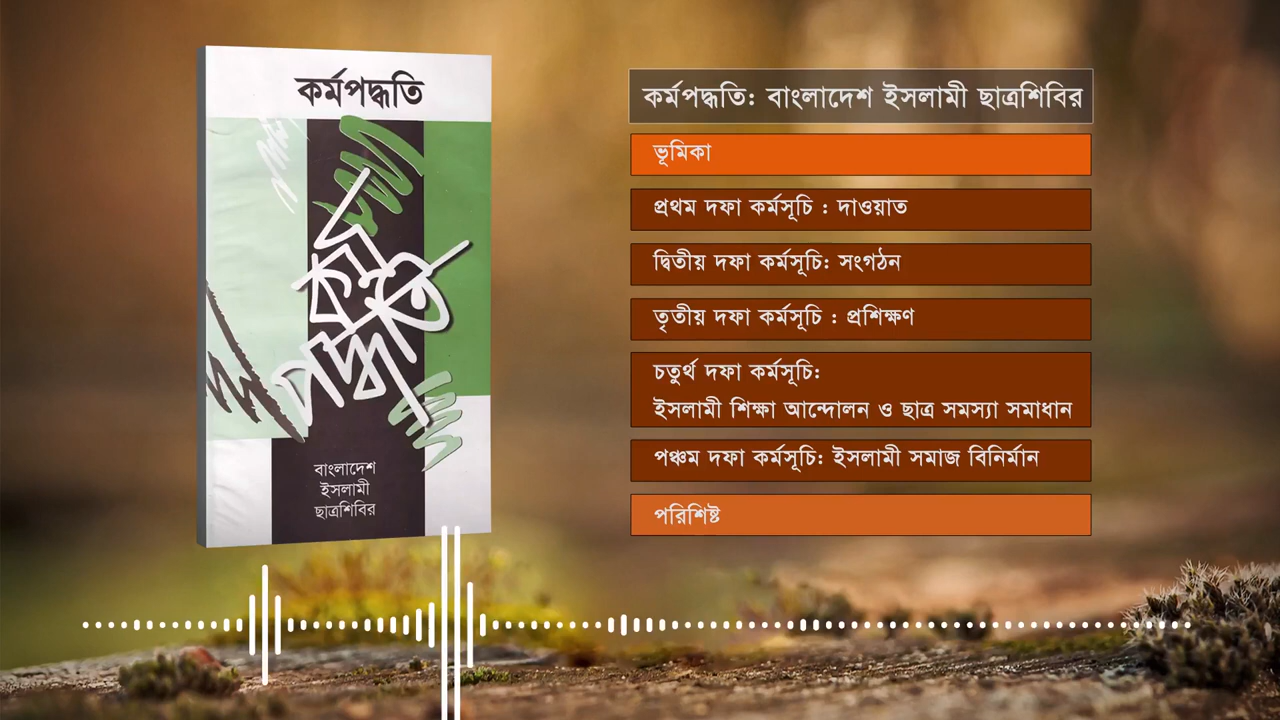 কর্মপদ্ধতি
কর্ম
পদ্ধতি
বাংলাদেশ
ইসলামী
ছাত্রশিবির
কর্মপদ্ধতি: বাংলাদেশ ইসলামী ছাত্রশিবির
ভূমিকা
প্রথম দফা কর্মসূচি : দাওয়াত
দ্বিতীয় দফা কর্মসূচি: সংগঠন
তৃতীয় দফা কর্মসূচি : প্রশিক্ষণ
চতুর্থ দফা কর্মসূচি:
ইসলামী শিক্ষা আন্দোলন ও ছাত্র সমস্যা সমাধান
পঞ্চম দফা কর্মসূচি: ইসলামী সমাজ বিনির্মান
পরিশিষ্ট